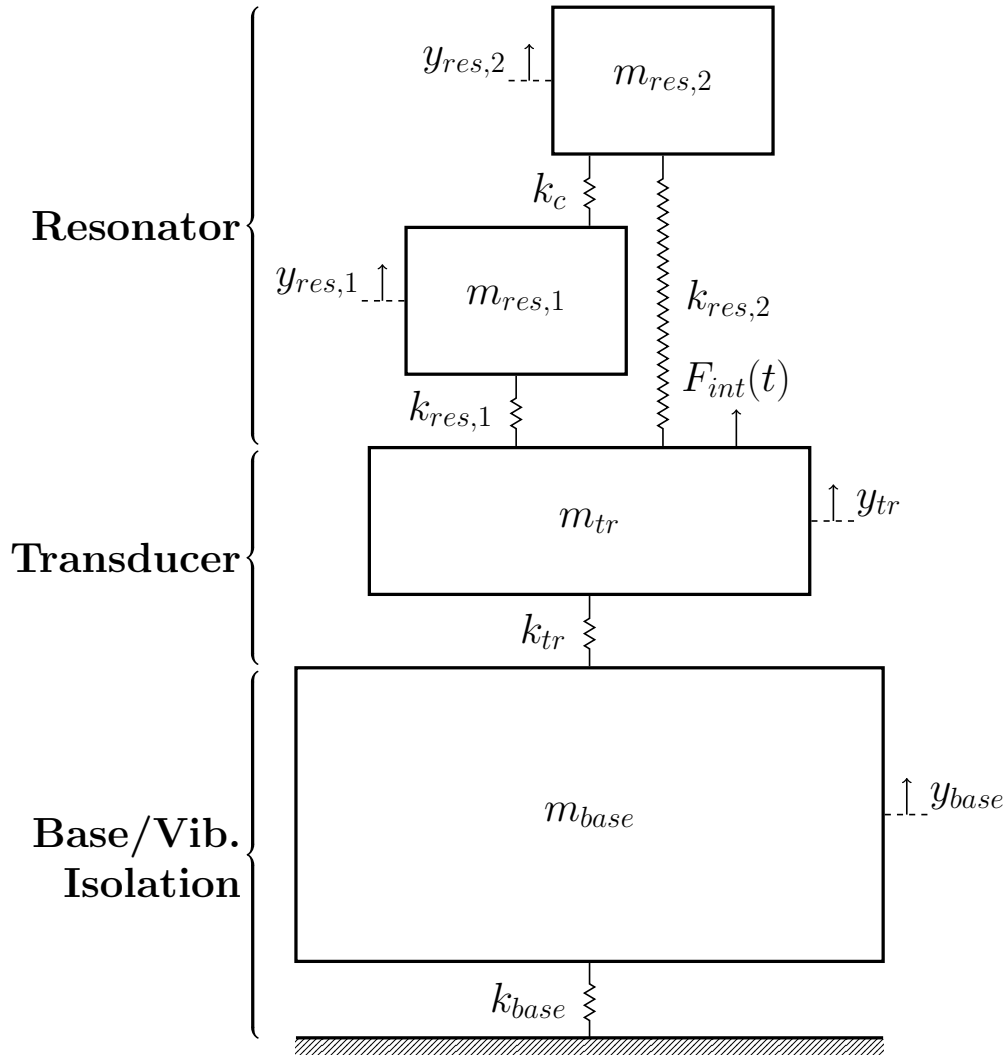 y_{res,2}
m_{res,2}
k_c
Resonator
y_{res,1}
m_{res,1}
k_{res,2}
F_{int}(t)
k_{res,1}
m_{tr}
y_{tr}
Transducer
k_{tr}
m_{base}
y_{base}
Base/Vib.
Isolation
k_{base}